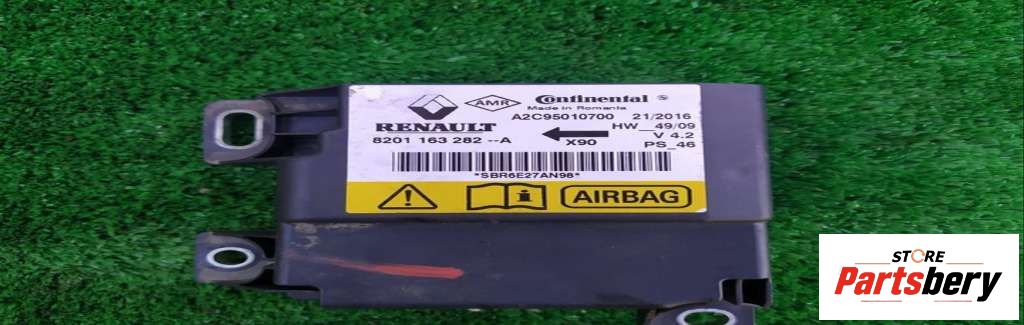 AMR Continental
Made in Romania
RENAULT A2C95010700 21/2016
HW__49/09
8201 163 282 --A X90 V 4.2
PS_46
*SBR6E27AN98*
AIRBAG
STORE
Partsbery